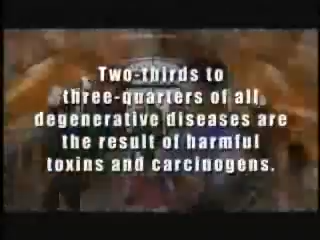 Two-thirds to
three-quarters of all
degenerative diseases are
the result of harmful
toxins and carcinogens.